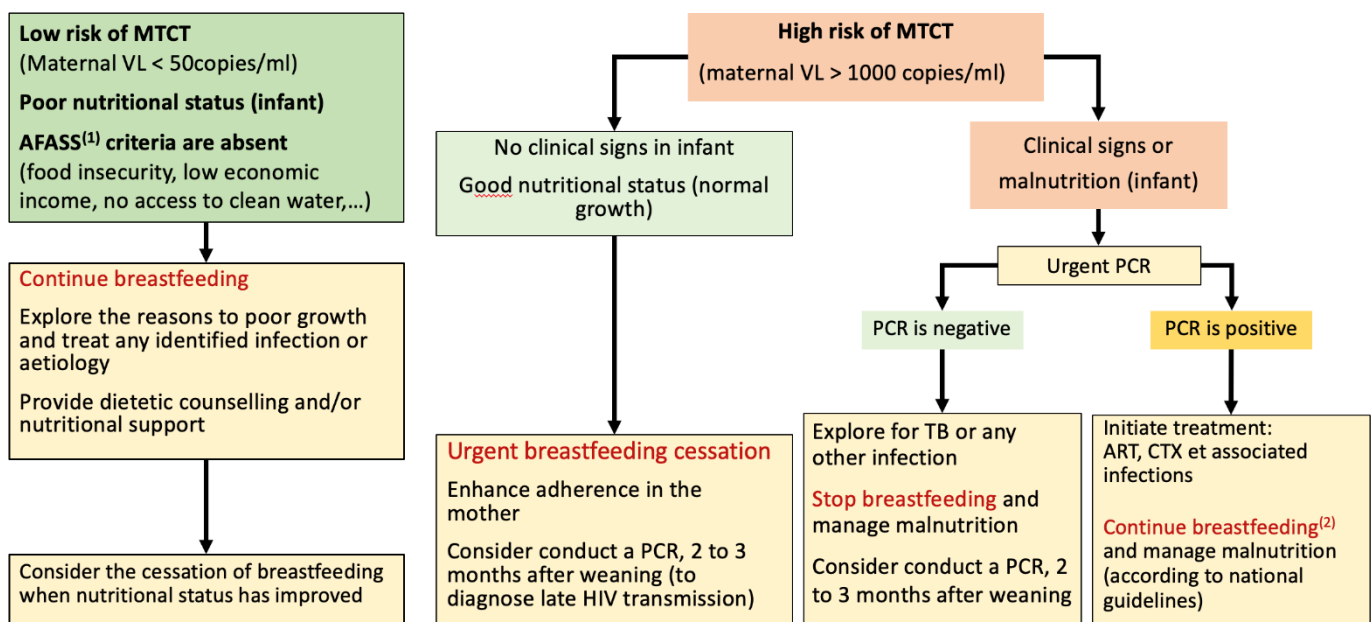 Low risk of MTCT
(Maternal VL < 50copies/ml)
Poor nutritional status (infant)
AFASS(1) criteria are absent
(food insecurity, low economic
income, no access to clean water,...)
Continue breastfeeding
Explore the reasons to poor growth
and treat any identified infection or
aetiology
Provide dietetic counselling and/or
nutritional support
Consider the cessation of breastfeeding
when nutritional status has improved
High risk of MTCT
(maternal VL > 1000 copies/ml)
No clinical signs in infant
Good nutritional status (normal
growth)
Urgent breastfeeding cessation
Enhance adherence in the
mother
Consider conduct a PCR, 2 to 3
months after weaning (to
diagnose late HIV transmission)
Clinical signs or
malnutrition (infant)
Urgent PCR
PCR is negative
Explore for TB or any
other infection
Stop breastfeeding and
manage malnutrition
Consider conduct a PCR, 2
to 3 months after weaning
PCR is positive
Initiate treatment:
ART, CTX et associated
infections
Continue breastfeeding(2)
and manage malnutrition
(according to national
guidelines)